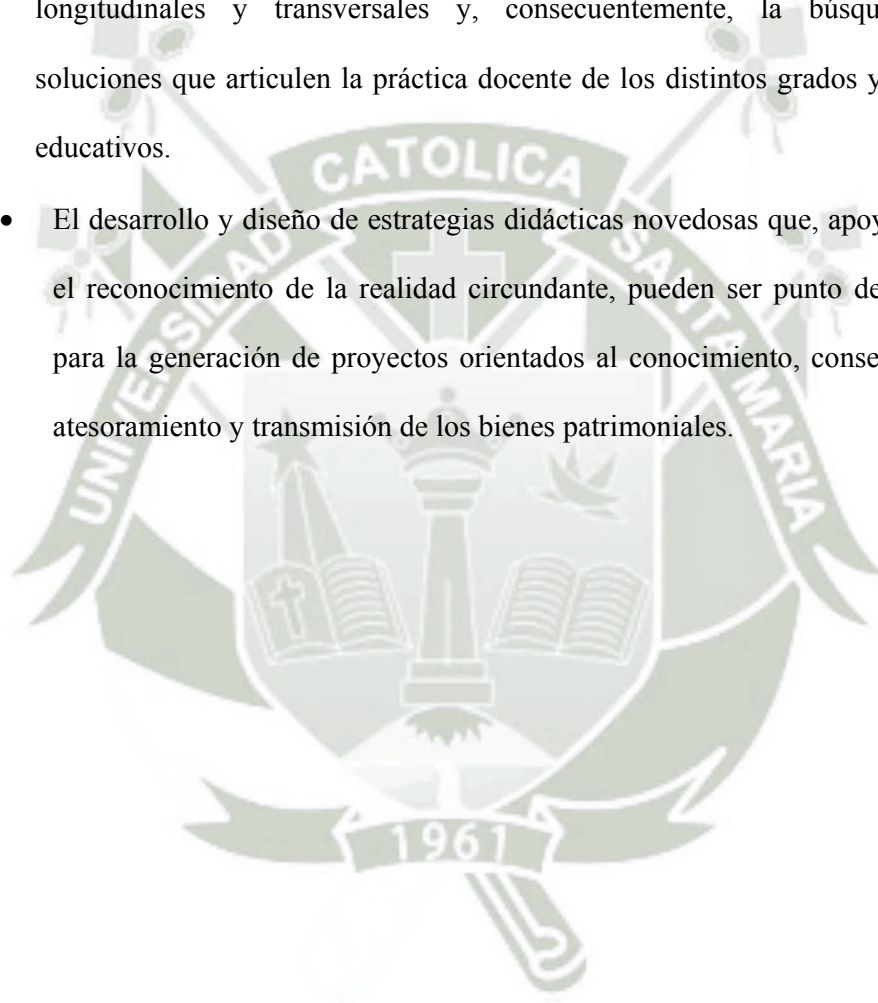 longitudinales y transversales y, consecuentemente, la búsqu
soluciones que articulen la práctica docente de los distintos grados y
educativos.
• El desarrollo y diseño de estrategias didácticas novedosas que, apoy
el reconocimiento de la realidad circundante, pueden ser punto de
para la generación de proyectos orientados al conocimiento, conse
atesoramiento y transmisión de los bienes patrimoniales.
UNIVERSIDAD CATOLICA SANTA MARIA
1961